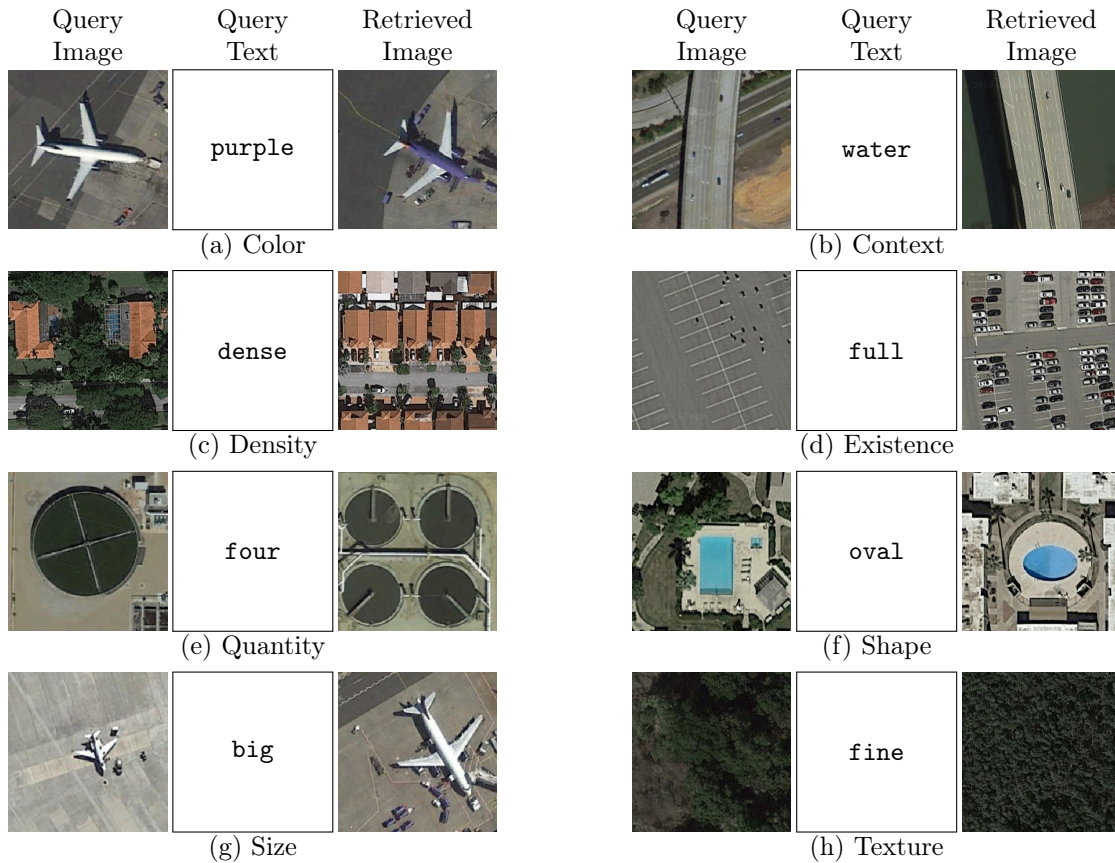 Query Image
Query Text
Retrieved Image
Query Image
Query Text
Retrieved Image
purple
water
(a) Color
(b) Context
dense
full
(c) Density
(d) Existence
four
oval
(e) Quantity
(f) Shape
big
fine
(g) Size
(h) Texture